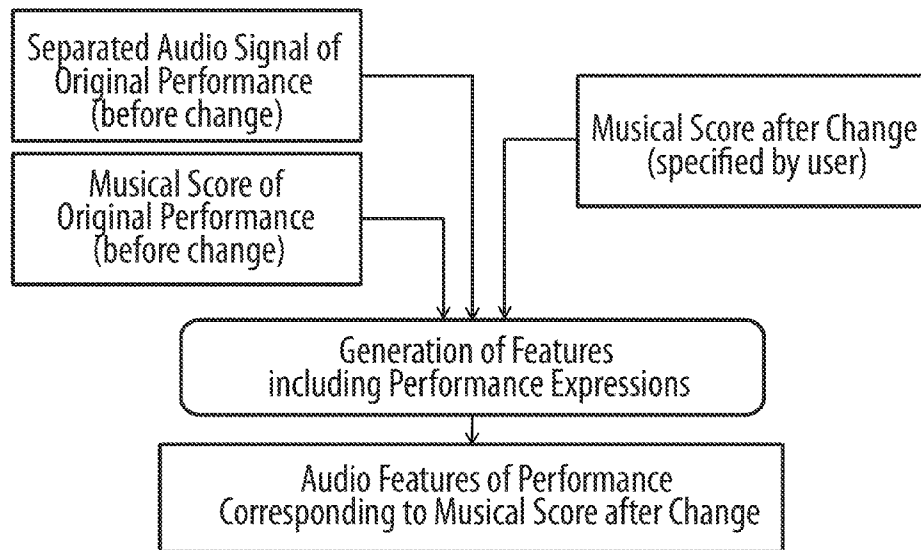 Separated Audio Signal of
Original Performance
(before change)
Musical Score of
Original Performance
(before change)
Musical Score after Change
(specified by user)
Generation of Features
including Performance Expressions
Audio Features of Performance
Corresponding to Musical Score after Change